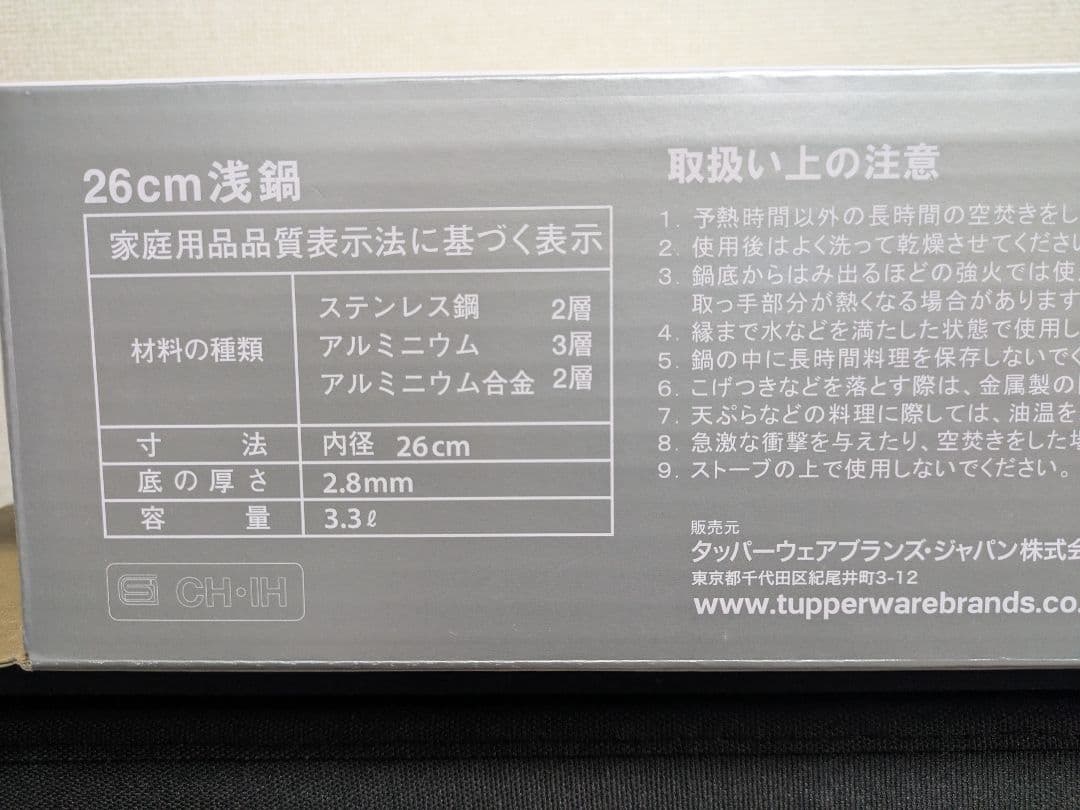 26cm浅鍋
家庭用品品質表示法に基づく表示
材料の種類
ステンレス鋼 2層
アルミニウム 3層
アルミニウム合金 2層
寸法 内径 26cm
底の厚さ 2.8mm
容量 3.3ℓ
CH・IH
取扱い上の注意
1. 予熱時間以外の長時間の空焚きをし
2. 使用後はよく洗って乾燥させてください
3. 鍋底からはみ出るほどの強火では使
取っ手部分が熱くなる場合があります
4. 縁まで水などを満たした状態で使用し
5. 鍋の中に長時間料理を保存しないでく
6. こげつきなどを落とす際は、金属製の
7. 天ぷらなどの料理に際しては、油温を
8. 急激な衝撃を与えたり、空焚きをした場
9. ストーブの上で使用しないでください。
販売元
タッパーウェアブランズ・ジャパン株式会
東京都千代田区紀尾井町3-12
www.tupperwarebrands.co.